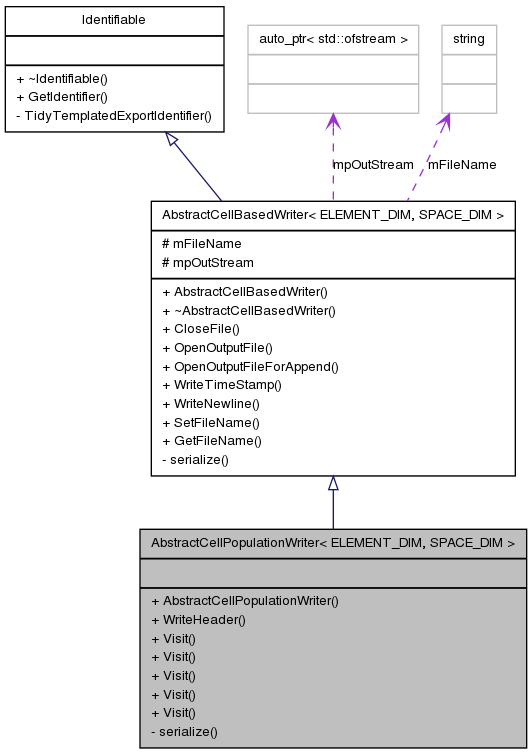 Identifiable
+ ~Identifiable()
+ GetIdentifier()
- TidyTemplatedExportIdentifier()
auto_ptr< std::ofstream >
string
mpOutStream
mFileName
AbstractCellBasedWriter< ELEMENT_DIM, SPACE_DIM >
# mFileName
# mpOutStream
+ AbstractCellBasedWriter()
+ ~AbstractCellBasedWriter()
+ CloseFile()
+ OpenOutputFile()
+ OpenOutputFileForAppend()
+ WriteTimeStamp()
+ WriteNewline()
+ SetFileName()
+ GetFileName()
- serialize()
AbstractCellPopulationWriter< ELEMENT_DIM, SPACE_DIM >
+ AbstractCellPopulationWriter()
+ WriteHeader()
+ Visit()
+ Visit()
+ Visit()
+ Visit()
+ Visit()
- serialize()